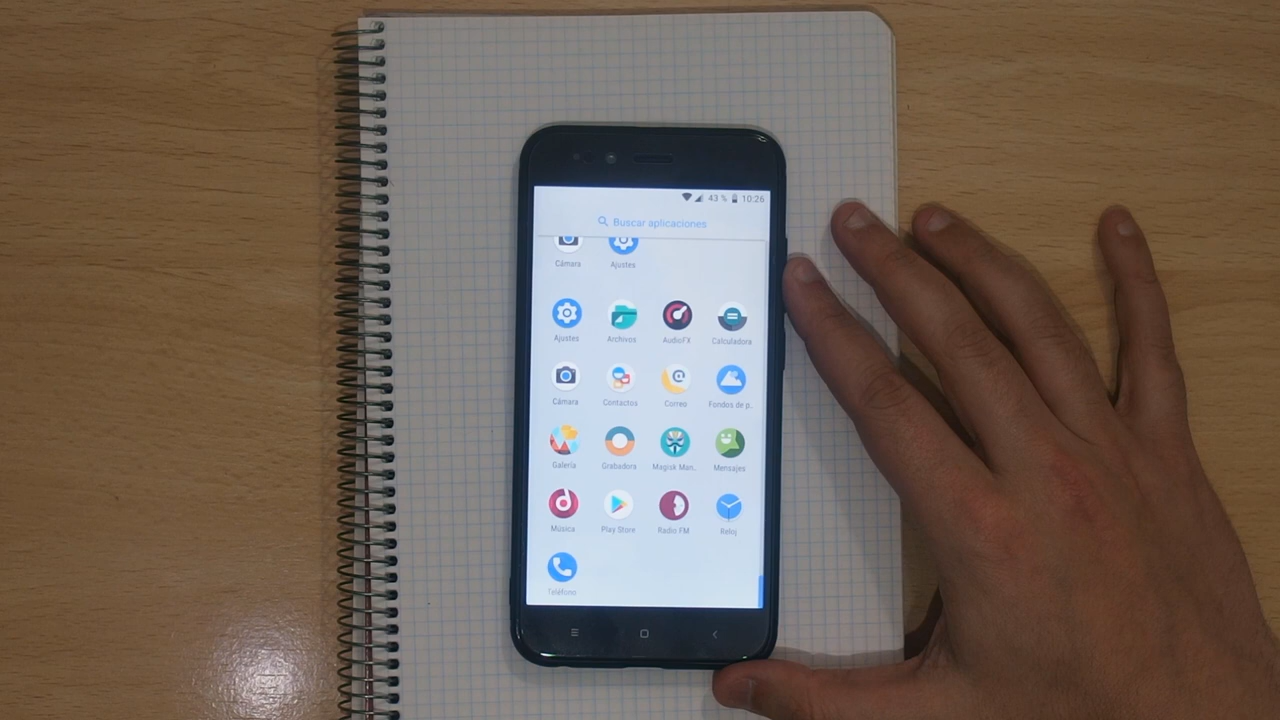 43 % 10:26
Buscar aplicaciones
Cámara Ajustes
Ajustes Archivos AudioFX Calculadora
Cámara Contactos Correo Fondos de p..
Galería Grabadora Magisk Man.. Mensajes
Música Play Store Radio FM Reloj
Teléfono